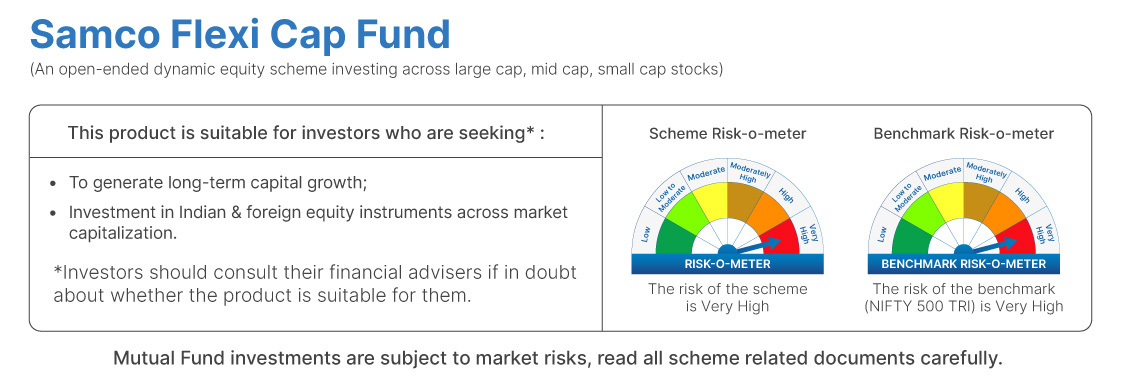 Samco Flexi Cap Fund
(An open-ended dynamic equity scheme investing across large cap, mid cap, small cap stocks)
This product is suitable for investors who are seeking* :
• To generate long-term capital growth;
• Investment in Indian & foreign equity instruments across market
capitalization.
*Investors should consult their financial advisers if in doubt
about whether the product is suitable for them.
Scheme Risk-o-meter
Low
Low to
Moderate
Moderate
Moderately
High
High
Very
High
RISK-O-METER
The risk of the scheme
is Very High
Benchmark Risk-o-meter
Low
Low to
Moderate
Moderate
Moderately
High
High
Very
High
BENCHMARK RISK-O-METER
The risk of the benchmark
(NIFTY 500 TRI) is Very High
Mutual Fund investments are subject to market risks, read all scheme related documents carefully.